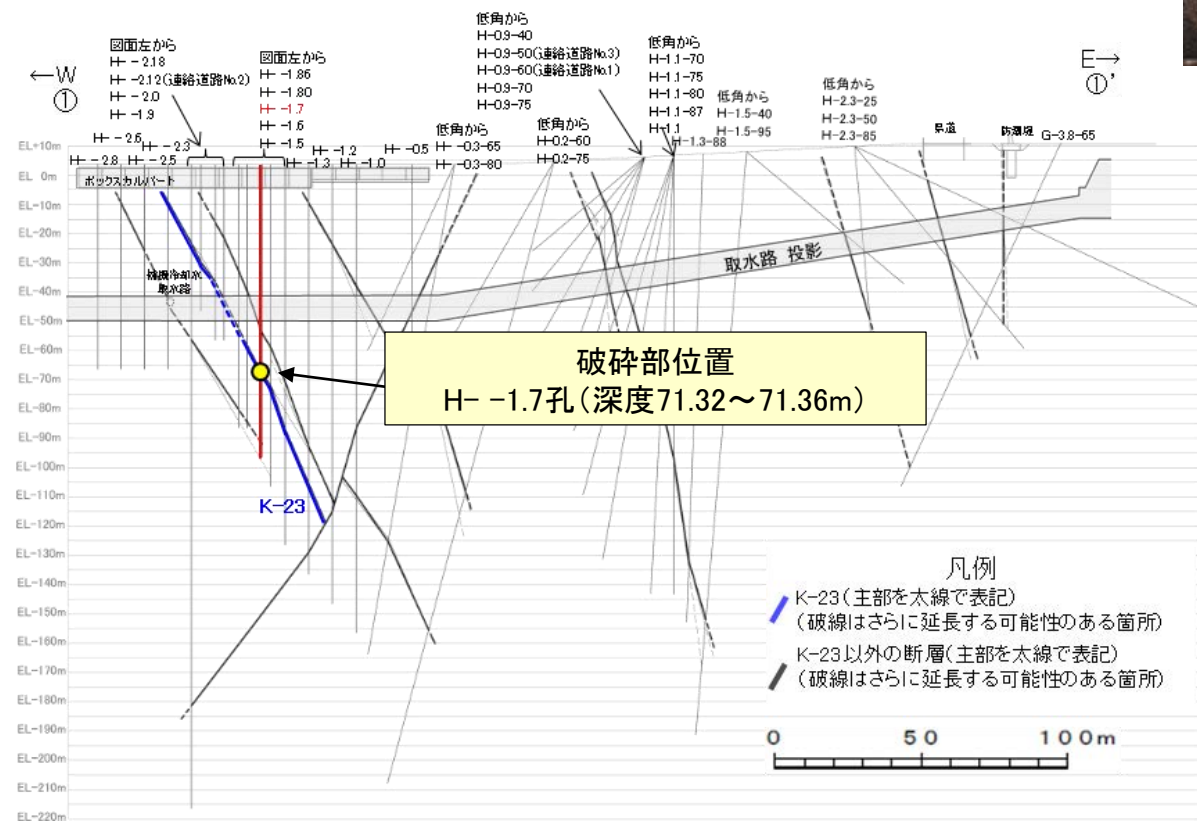 ←W
①
図面左から
H- -2.18
H- -2.12(連絡道路No.2)
H- -2.0
H- -1.9
図面左から
H- -1.86
H- -1.80
H- -1.7
H- -1.6
H- -1.5
低角から
H-0.9-40
H-0.9-50(連絡道路No.3)
H-0.9-60(連絡道路No.1)
H-0.9-70
H-0.9-75
低角から
H-1.1-70
H-1.1-75
H-1.1-80
H-1.1-87
H-1.1
低角から
H-1.5-40
H-1.5-95
低角から
H-2.3-25
H-2.3-50
H-2.3-85
E→
①'
H- -2.6
H- -2.3
H- -2.8
H- -2.5
H- -1.3
H- -1.2
H- -1.0
H- -0.5
低角から
H-0.3-65
H-0.3-80
低角から
H-0.2-60
H-0.2-75
H-1.3-88
県道
防潮堤
G-3.8-65
EL+10m
EL 0m
EL-10m
EL-20m
EL-30m
EL-40m
EL-50m
EL-60m
EL-70m
EL-80m
EL-90m
EL-100m
EL-110m
EL-120m
EL-130m
EL-140m
EL-150m
EL-160m
EL-170m
EL-180m
EL-190m
EL-200m
EL-210m
EL-220m
ボックスカルバート
補機冷却水
取水路
取水路 投影
破砕部位置
H- -1.7孔(深度71.32～71.36m)
K-23
凡例
K-23(主部を太線で表記)
(破線はさらに延長する可能性のある箇所)
K-23以外の断層(主部を太線で表記)
(破線はさらに延長する可能性のある箇所)
0 50 100m